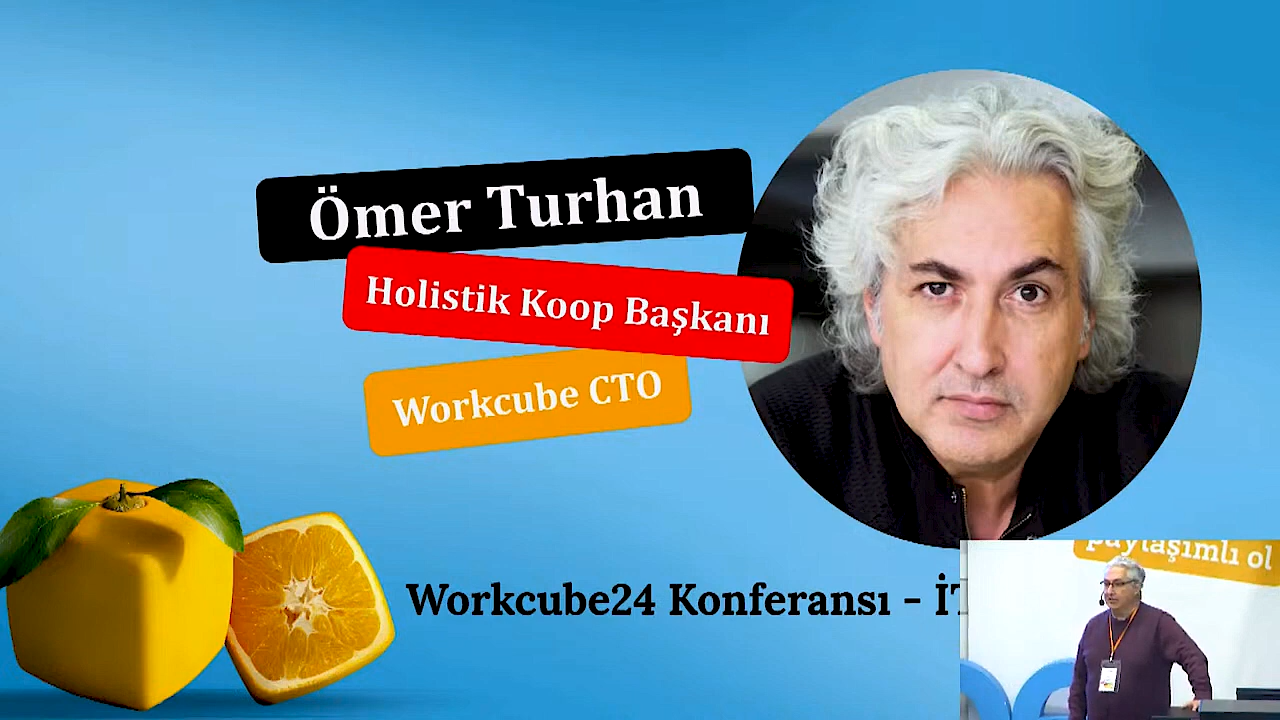 Ömer Turhan
Holistik Koop Başkanı
Workcube CTO
Workcube24 Konferansı - İT
paylaşımlı ol